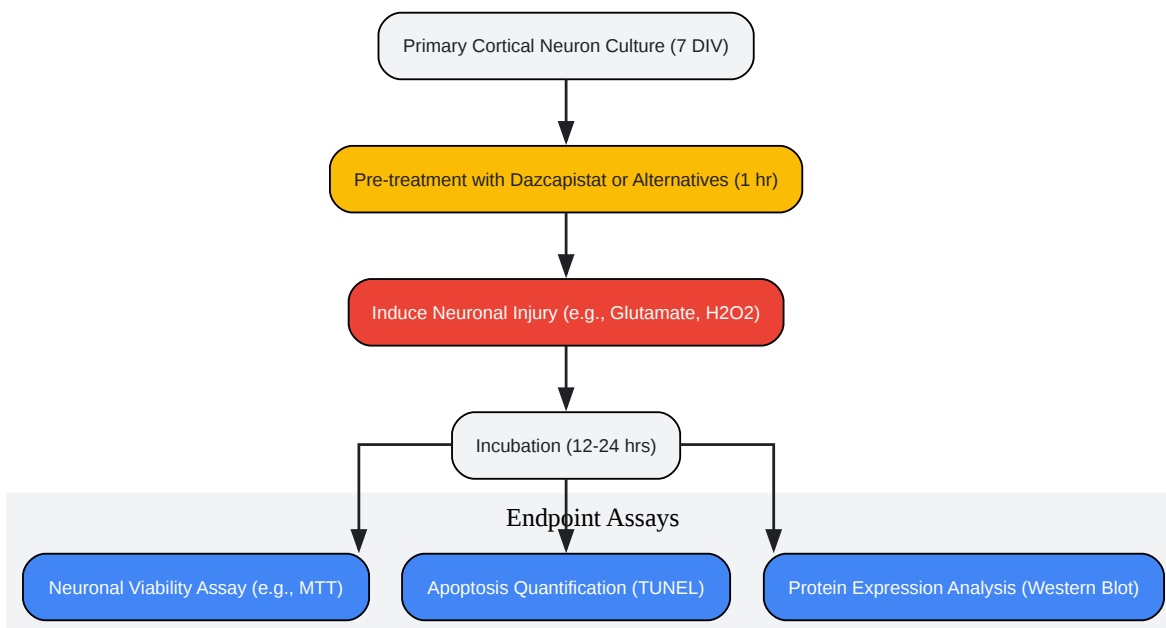 Primary Cortical Neuron Culture (7 DIV)
Pre-treatment with Dazcapistat or Alternatives (1 hr)
Induce Neuronal Injury (e.g., Glutamate, H2O2)
Incubation (12-24 hrs)
Endpoint Assays
Neuronal Viability Assay (e.g., MTT)
Apoptosis Quantification (TUNEL)
Protein Expression Analysis (Western Blot)